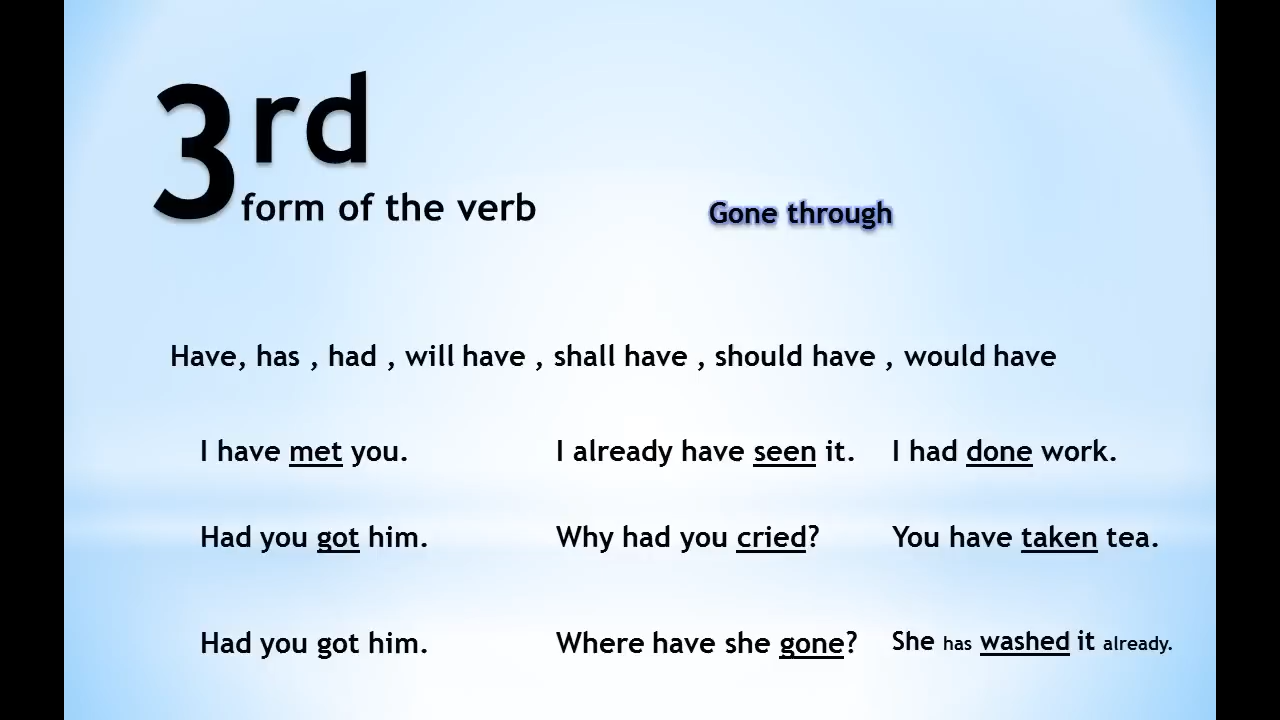 3rd
form of the verb
Gone through
Have, has , had , will have , shall have , should have , would have
I have met you. I already have seen it. I had done work.
Had you got him. Why had you cried? You have taken tea.
Had you got him. Where have she gone? She has washed it already.